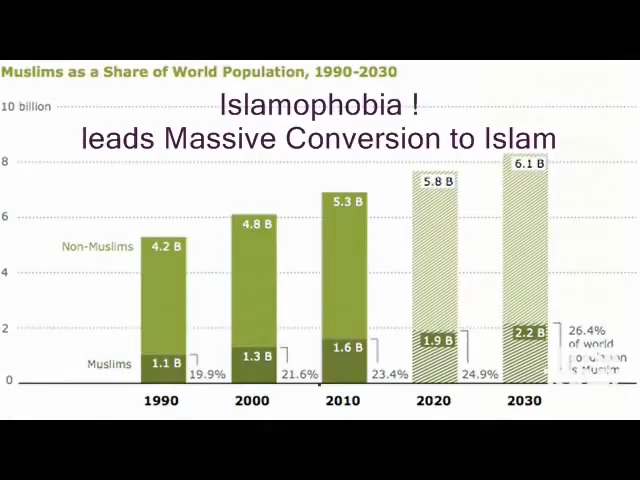 Muslims as a Share of World Population, 1990-2030
10 billion
Islamophobia !
leads Massive Conversion to Islam
8
6.1 B
5.8 B
6
5.3 B
4.8 B
Non-Muslims
4.2 B
4
2
2.2 B
1.9 B
1.6 B
1.3 B
Muslims
1.1 B
26.4%
of world
population
is Muslim
0
19.9%
21.6%
23.4%
24.9%
1990
2000
2010
2020
2030